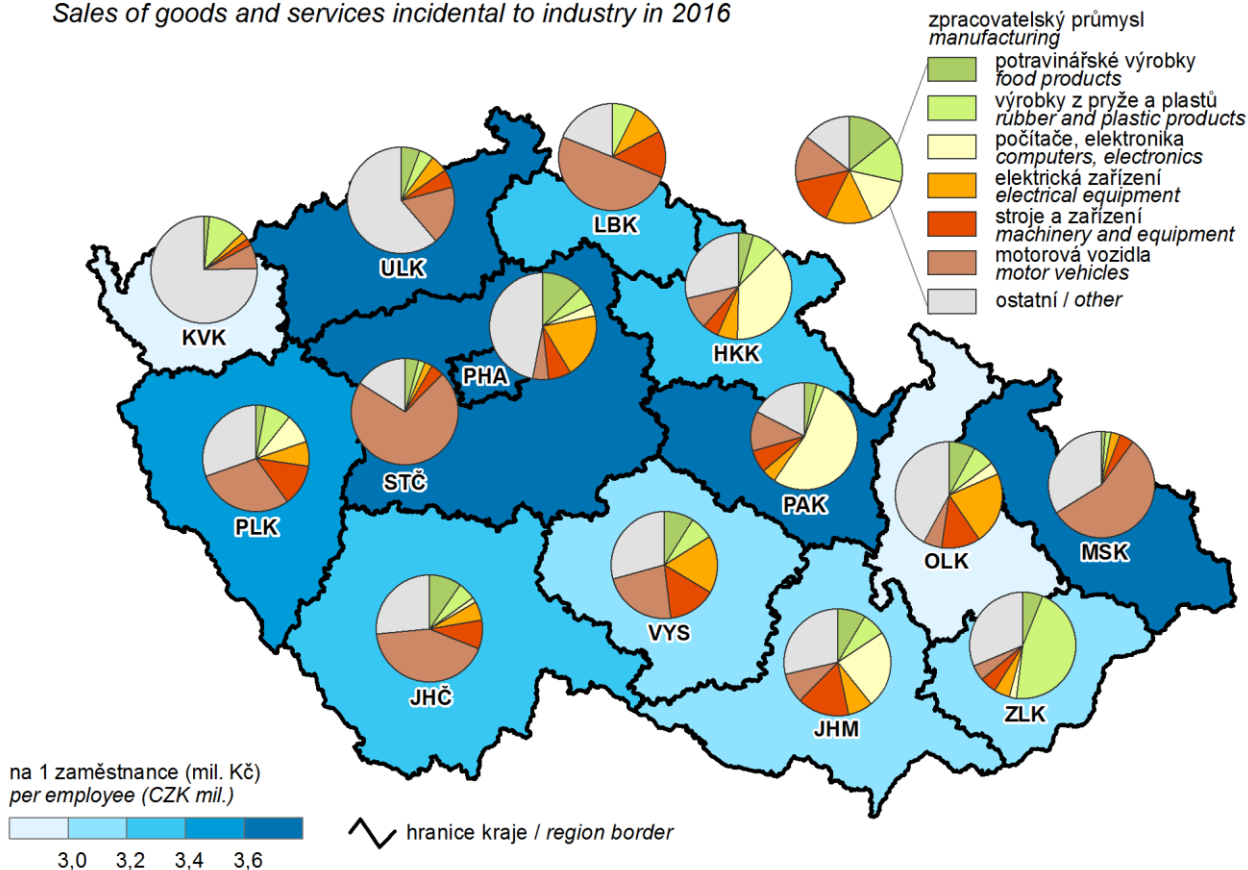 Sales of goods and services incidental to industry in 2016
zpracovatelský průmysl
manufacturing
potravinářské výrobky
food products
výrobky z pryže a plastů
rubber and plastic products
počítače, elektronika
computers, electronics
elektrická zařízení
electrical equipment
stroje a zařízení
machinery and equipment
motorová vozidla
motor vehicles
ostatní / other
LBK
ULK
KVK
HKK
PHA
STČ
PAK
PLK
OLK
MSK
VYS
JHČ
ZLK
JHM
na 1 zaměstnance (mil. Kč)
per employee (CZK mil.)
3,0 3,2 3,4 3,6
hranice kraje / region border